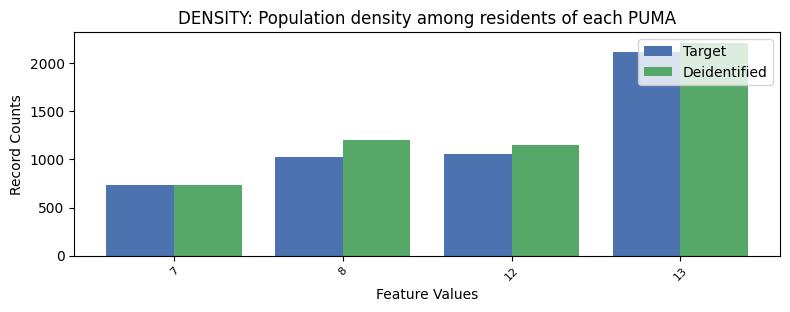 DENSITY: Population density among residents of each PUMA
Target
Deidentified
Record Counts
2000
1500
1000
500
0
7
8
12
13
Feature Values